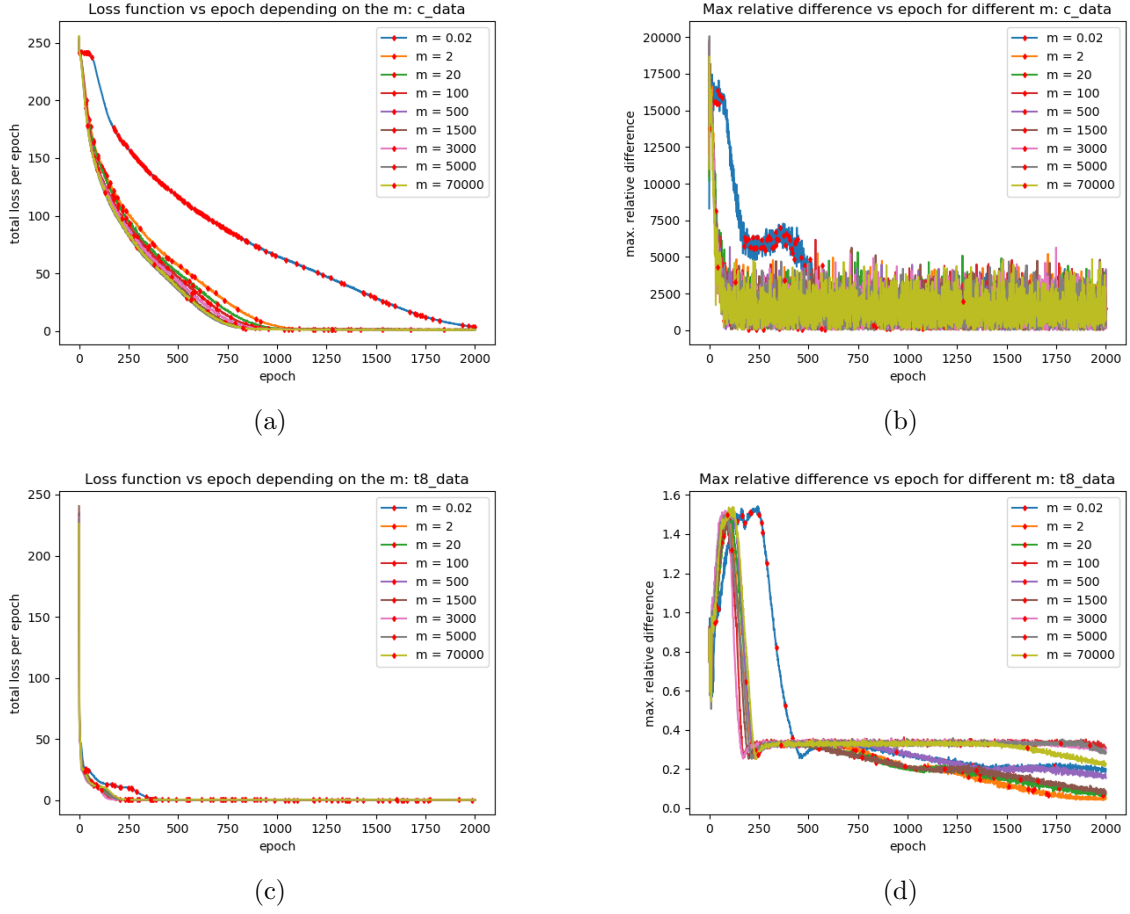 Loss function vs epoch depending on the m: c_data
total loss per epoch
250
200
150
100
50
0
0 250 500 750 1000 1250 1500 1750 2000
epoch
m = 0.02
m = 2
m = 20
m = 100
m = 500
m = 1500
m = 3000
m = 5000
m = 70000
(a)
Max relative difference vs epoch for different m: c_data
max. relative difference
20000
17500
15000
12500
10000
7500
5000
2500
0
0 250 500 750 1000 1250 1500 1750 2000
epoch
m = 0.02
m = 2
m = 20
m = 100
m = 500
m = 1500
m = 3000
m = 5000
m = 70000
(b)
Loss function vs epoch depending on the m: t8_data
total loss per epoch
250
200
150
100
50
0
0 250 500 750 1000 1250 1500 1750 2000
epoch
m = 0.02
m = 2
m = 20
m = 100
m = 500
m = 1500
m = 3000
m = 5000
m = 70000
(c)
Max relative difference vs epoch for different m: t8_data
max. relative difference
1.6
1.4
1.2
1.0
0.8
0.6
0.4
0.2
0.0
0 250 500 750 1000 1250 1500 1750 2000
epoch
m = 0.02
m = 2
m = 20
m = 100
m = 500
m = 1500
m = 3000
m = 5000
m = 70000
(d)